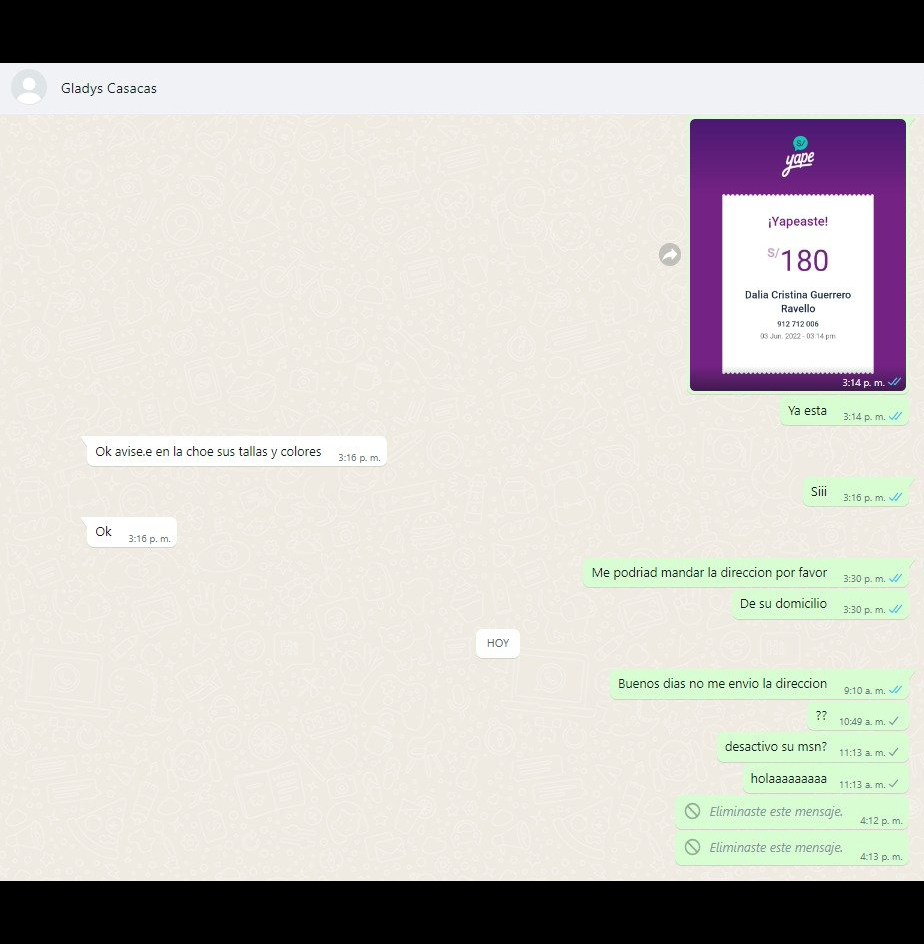 Gladys Casacas
S/
yape
¡Yapeaste!
S/180
Dalia Cristina Guerrero
Ravello
912 712 006
03 Jun. 2022 - 03:14 pm
3:14 p. m.
Ya esta 3:14 p. m.
Ok avise.e en la choe sus tallas y colores 3:16 p. m.
Siii 3:16 p. m.
Ok 3:16 p. m.
Me podriad mandar la direccion por favor 3:30 p. m.
De su domicilio 3:30 p. m.
HOY
Buenos dias no me envio la direccion 9:10 a. m.
?? 10:49 a. m.
desactivo su msn? 11:13 a. m.
holaaaaaaaaa 11:13 a. m.
Eliminaste este mensaje. 4:12 p. m.
Eliminaste este mensaje. 4:13 p. m.